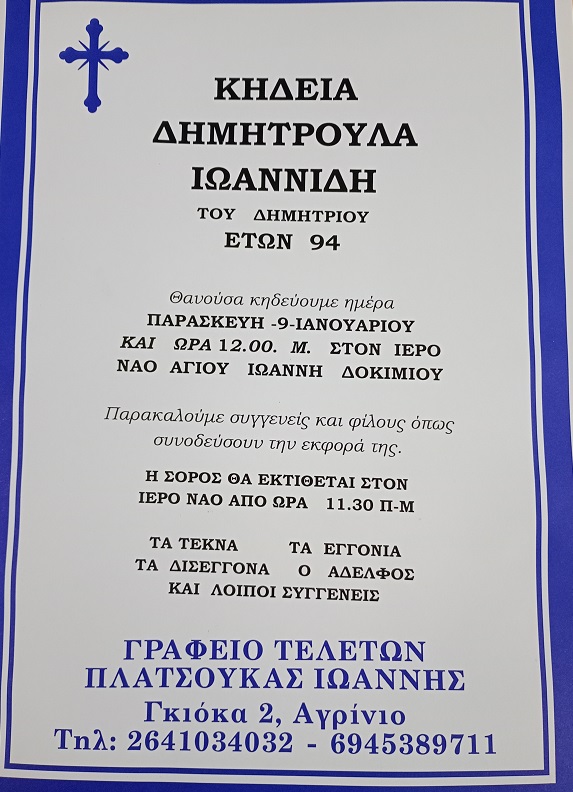 ΚΗΔΕΙΑ
ΔΗΜΗΤΡΟΥΛΑ
ΙΩΑΝΝΙΔΗ
ΤΟΥ ΔΗΜΗΤΡΙΟΥ
ΕΤΩΝ 94
Θανούσα κηδεύουμε ημέρα
ΠΑΡΑΣΚΕΥΗ -9-ΙΑΝΟΥΑΡΙΟΥ
ΚΑΙ ΩΡΑ 12.00. Μ. ΣΤΟΝ ΙΕΡΟ
ΝΑΟ ΑΓΙΟΥ ΙΩΑΝΝΗ ΔΟΚΙΜΙΟΥ
Παρακαλούμε συγγενείς και φίλους όπως
συνοδεύσουν την εκφορά της.
Η ΣΟΡΟΣ ΘΑ ΕΚΤΙΘΕΤΑΙ ΣΤΟΝ
ΙΕΡΟ ΝΑΟ ΑΠΟ ΩΡΑ 11.30 Π-Μ
ΤΑ ΤΕΚΝΑ ΤΑ ΕΓΓΟΝΙΑ
ΤΑ ΔΙΣΕΓΓΟΝΑ Ο ΑΔΕΛΦΟΣ
ΚΑΙ ΛΟΙΠΟΙ ΣΥΓΓΕΝΕΙΣ
ΓΡΑΦΕΙΟ ΤΕΛΕΤΩΝ
ΠΛΑΤΣΟΥΚΑΣ ΙΩΑΝΝΗΣ
Γκιόκα 2, Αγρίνιο
Τηλ: 2641034032 - 6945389711